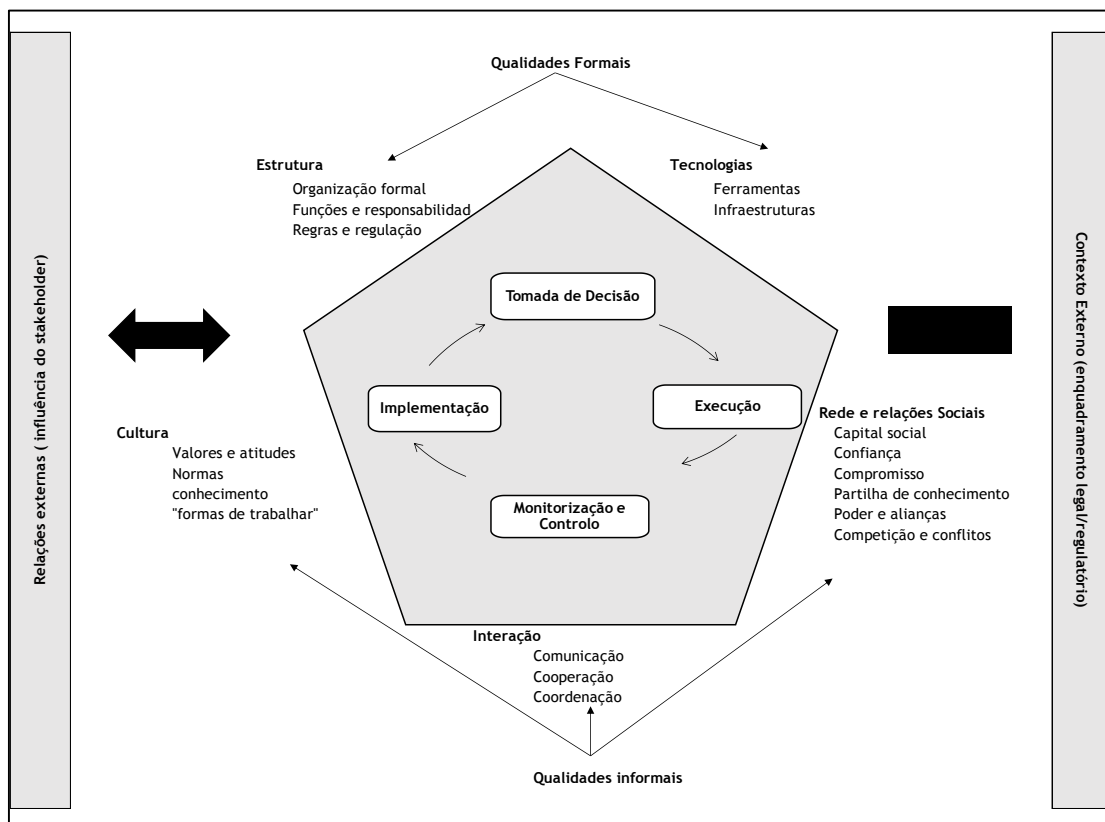 Qualidades Formais
Estrutura
Organização formal
Funções e responsabilidad
Regras e regulação
Tecnologias
Ferramentas
Infraestruturas
Relações externas ( influência do stakeholder)
Contexto Externo (enquadramento legal/regulatório)
Tomada de Decisão
Implementação
Execução
Monitorização e
Controlo
Cultura
Valores e atitudes
Normas
conhecimento
"formas de trabalhar"
Rede e relações Sociais
Capital social
Confiança
Compromisso
Partilha de conhecimento
Poder e alianças
Competição e conflitos
Interação
Comunicação
Cooperação
Coordenação
Qualidades informais